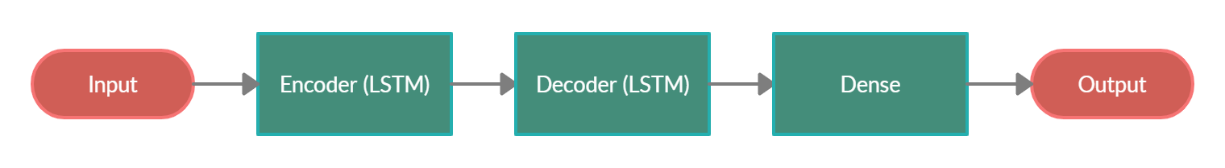 Input
Encoder (LSTM)
Decoder (LSTM)
Dense
Output